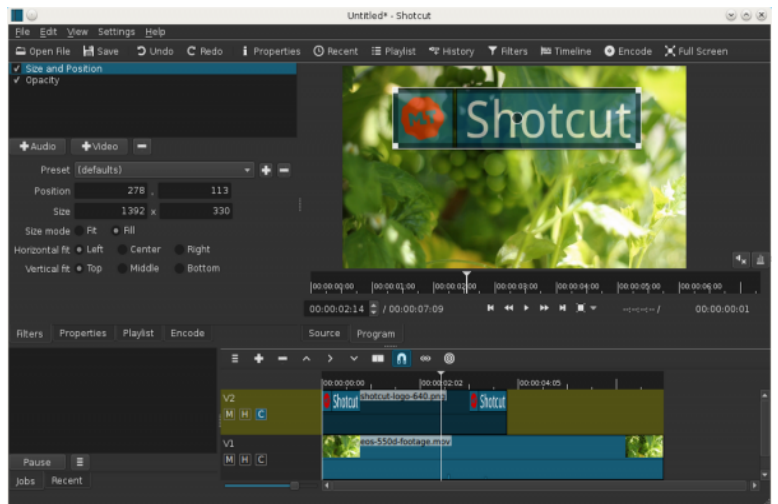 Untitled* - Shotcut
File Edit View Settings Help
Open File Save Undo Redo Properties Recent Playlist History Filters Timeline Encode Full Screen
Size and Position
Opacity
Audio Video
Preset (defaults)
Position 278 , 113
Size 1392 x 330
Size mode Fit Fill
Horizontal fit Left Center Right
Vertical fit Top Middle Bottom
Shotcut
00:00:00:00 00:00:01:00 00:00:02:00 00:00:03:00 00:00:04:00 00:00:05:00 00:00:06:00
00:00:02:14 / 00:00:07:09 --:--:--:-- / 00:00:00:01
Filters Properties Playlist Encode
Source Program
00:00:00:00 00:00:02:02 00:00:04:05
V2
Shotcut shotcut-logo-640.png Shotcut
M H C
V1
eos-550d-footage.mov
M H C
Pause
Jobs Recent